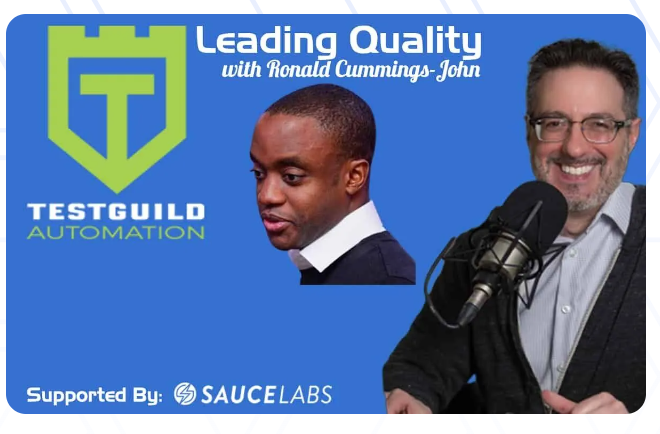 Leading Quality
with Ronald Cummings-John
T
TESTGUILD
AUTOMATION
Supported By: SAUCELABS